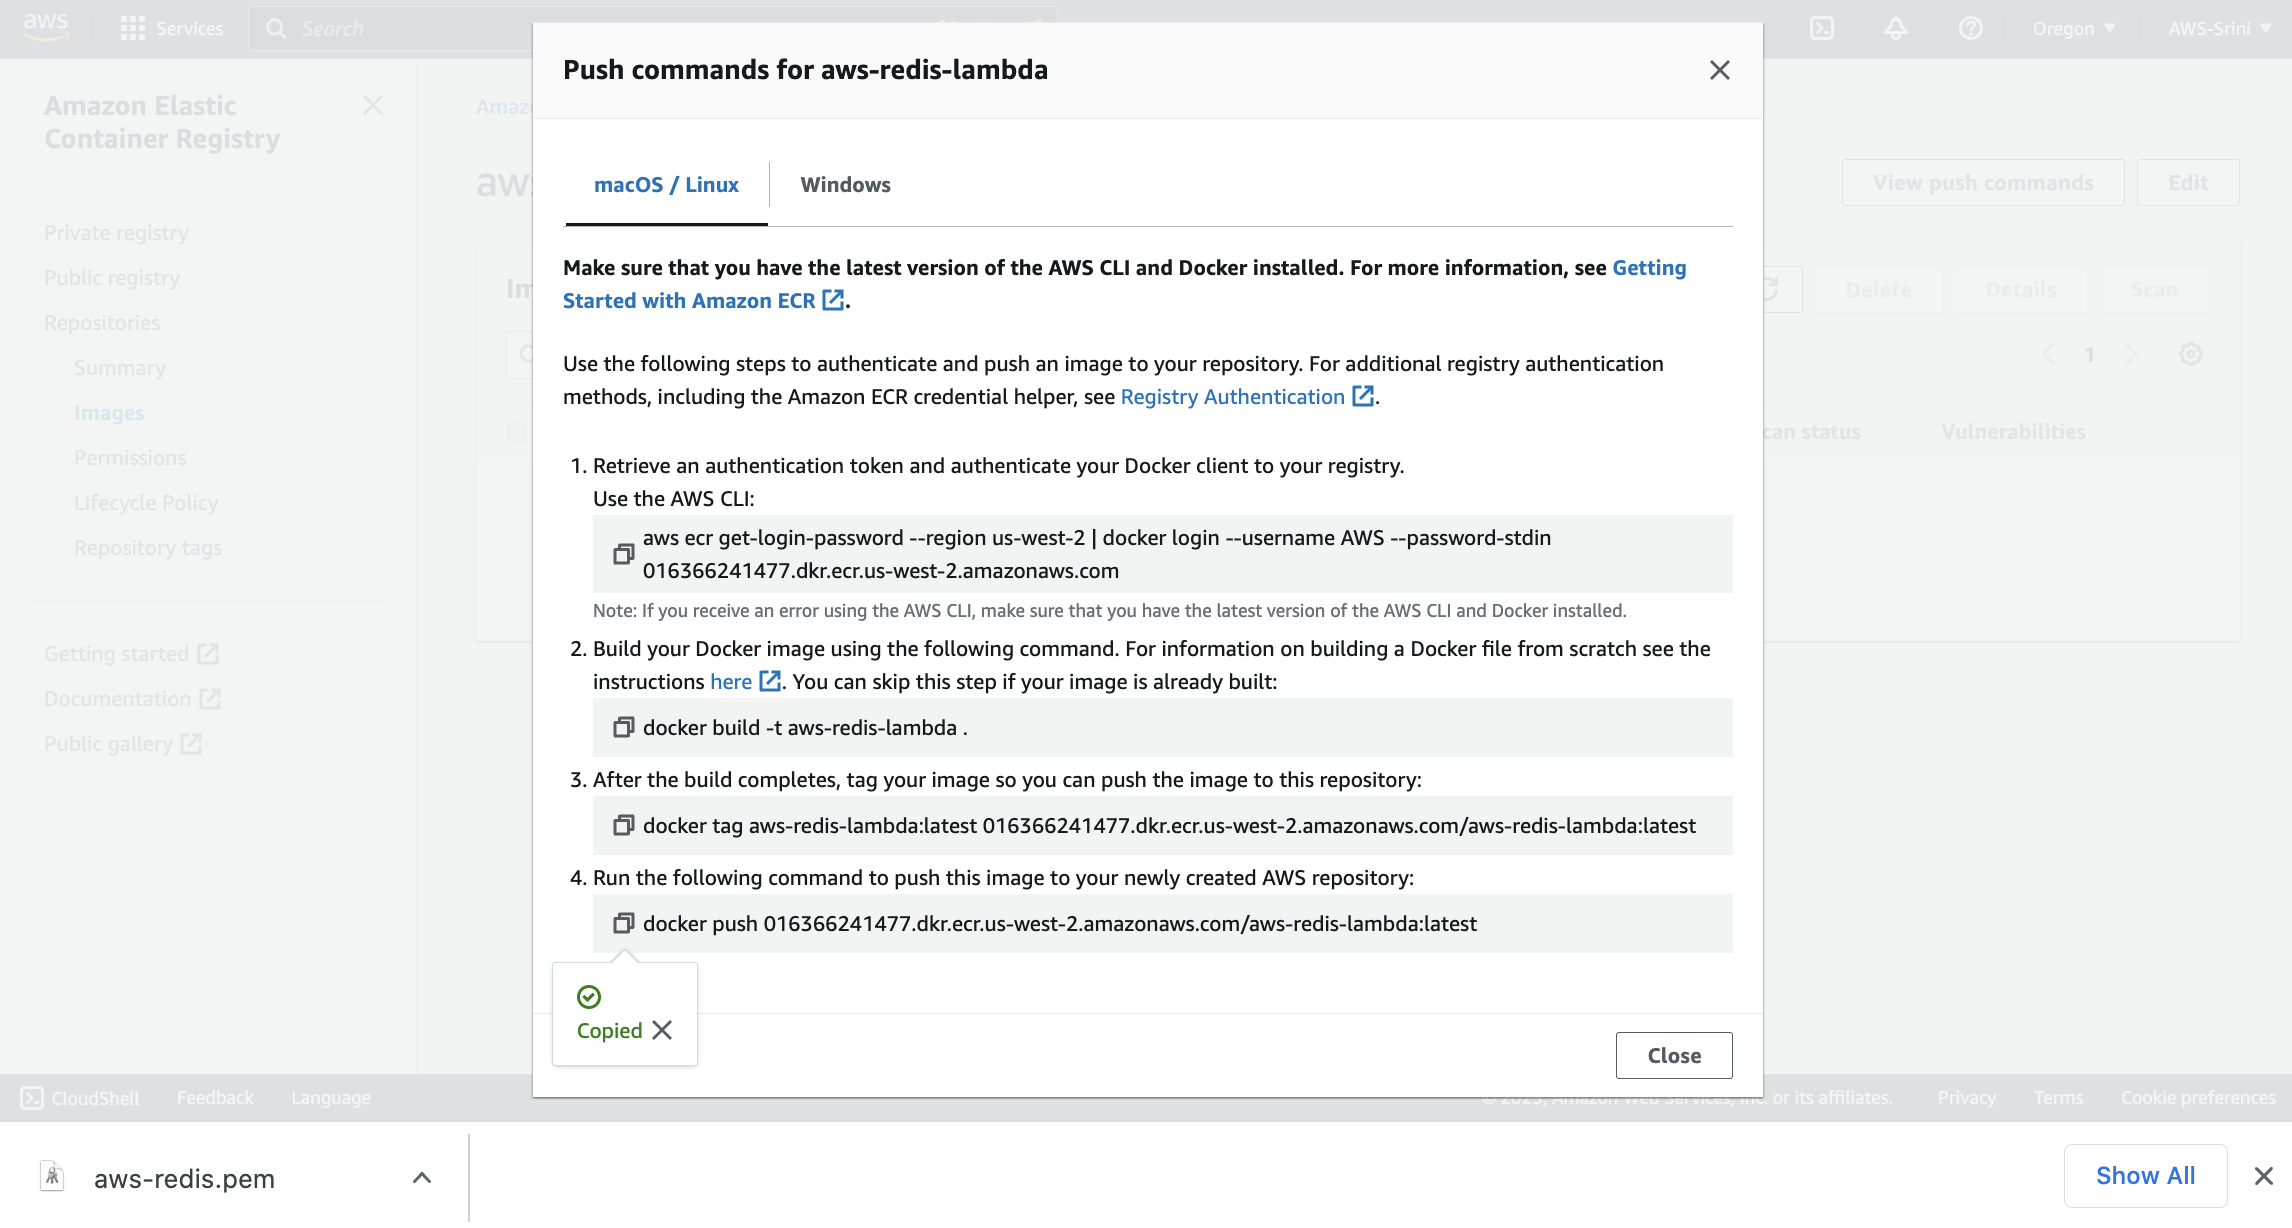 aws
Services
Search
Oregon
AWS-Srini
Push commands for aws-redis-lambda
Amazon Elastic
Container Registry
Private registry
Public registry
Repositories
Summary
Images
Permissions
Lifecycle Policy
Repository tags
Getting started
Documentation
Public gallery
View push commands
Edit
Delete
Details
Scan
1
Vulnerabilities
macOS / Linux
Windows
Make sure that you have the latest version of the AWS CLI and Docker installed. For more information, see Getting
Started with Amazon ECR.
Use the following steps to authenticate and push an image to your repository. For additional registry authentication
methods, including the Amazon ECR credential helper, see Registry Authentication.
1. Retrieve an authentication token and authenticate your Docker client to your registry.
Use the AWS CLI:
aws ecr get-login-password --region us-west-2 | docker login --username AWS --password-stdin
016366241477.dkr.ecr.us-west-2.amazonaws.com
Note: If you receive an error using the AWS CLI, make sure that you have the latest version of the AWS CLI and Docker installed.
2. Build your Docker image using the following command. For information on building a Docker file from scratch see the
instructions here. You can skip this step if your image is already built:
docker build -t aws-redis-lambda .
3. After the build completes, tag your image so you can push the image to this repository:
docker tag aws-redis-lambda:latest 016366241477.dkr.ecr.us-west-2.amazonaws.com/aws-redis-lambda:latest
4. Run the following command to push this image to your newly created AWS repository:
docker push 016366241477.dkr.ecr.us-west-2.amazonaws.com/aws-redis-lambda:latest
Copied
Close
CloudShell
Feedback
Language
or its affiliates.
Privacy
Terms
Cookie preferences
aws-redis.pem
Show All